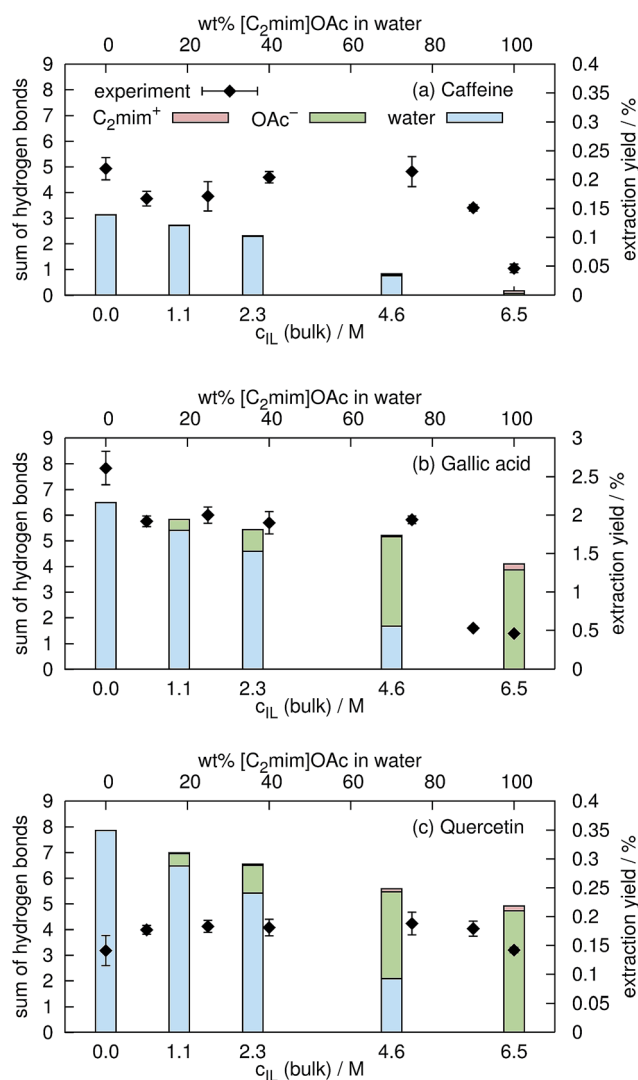 wt% [C₂mim]OAc in water
0 20 40 60 80 100
9 0.4
experiment (a) Caffeine
8 0.35
C₂mim⁺ OAc⁻ water
7 0.3
6 0.25
5 0.2
4
3 0.15
2 0.1
1 0.05
0 0
sum of hydrogen bonds
extraction yield / %
0.0 1.1 2.3 4.6 6.5
c_IL (bulk) / M
wt% [C₂mim]OAc in water
0 20 40 60 80 100
9 3
(b) Gallic acid
8 2.5
7
6 2
5
4 1.5
3 1
2 0.5
1
0 0
sum of hydrogen bonds
extraction yield / %
0.0 1.1 2.3 4.6 6.5
c_IL (bulk) / M
wt% [C₂mim]OAc in water
0 20 40 60 80 100
9 0.4
(c) Quercetin
8 0.35
7 0.3
6 0.25
5 0.2
4
3 0.15
2 0.1
1 0.05
0 0
sum of hydrogen bonds
extraction yield / %
0.0 1.1 2.3 4.6 6.5
c_IL (bulk) / M